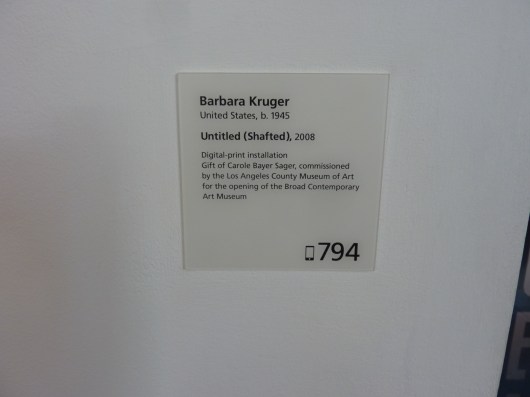 Barbara Kruger
United States, b. 1945
Untitled (Shafted), 2008
Digital-print installation
Gift of Carole Bayer Sager, commissioned
by the Los Angeles County Museum of Art
for the opening of the Broad Contemporary
Art Museum
794